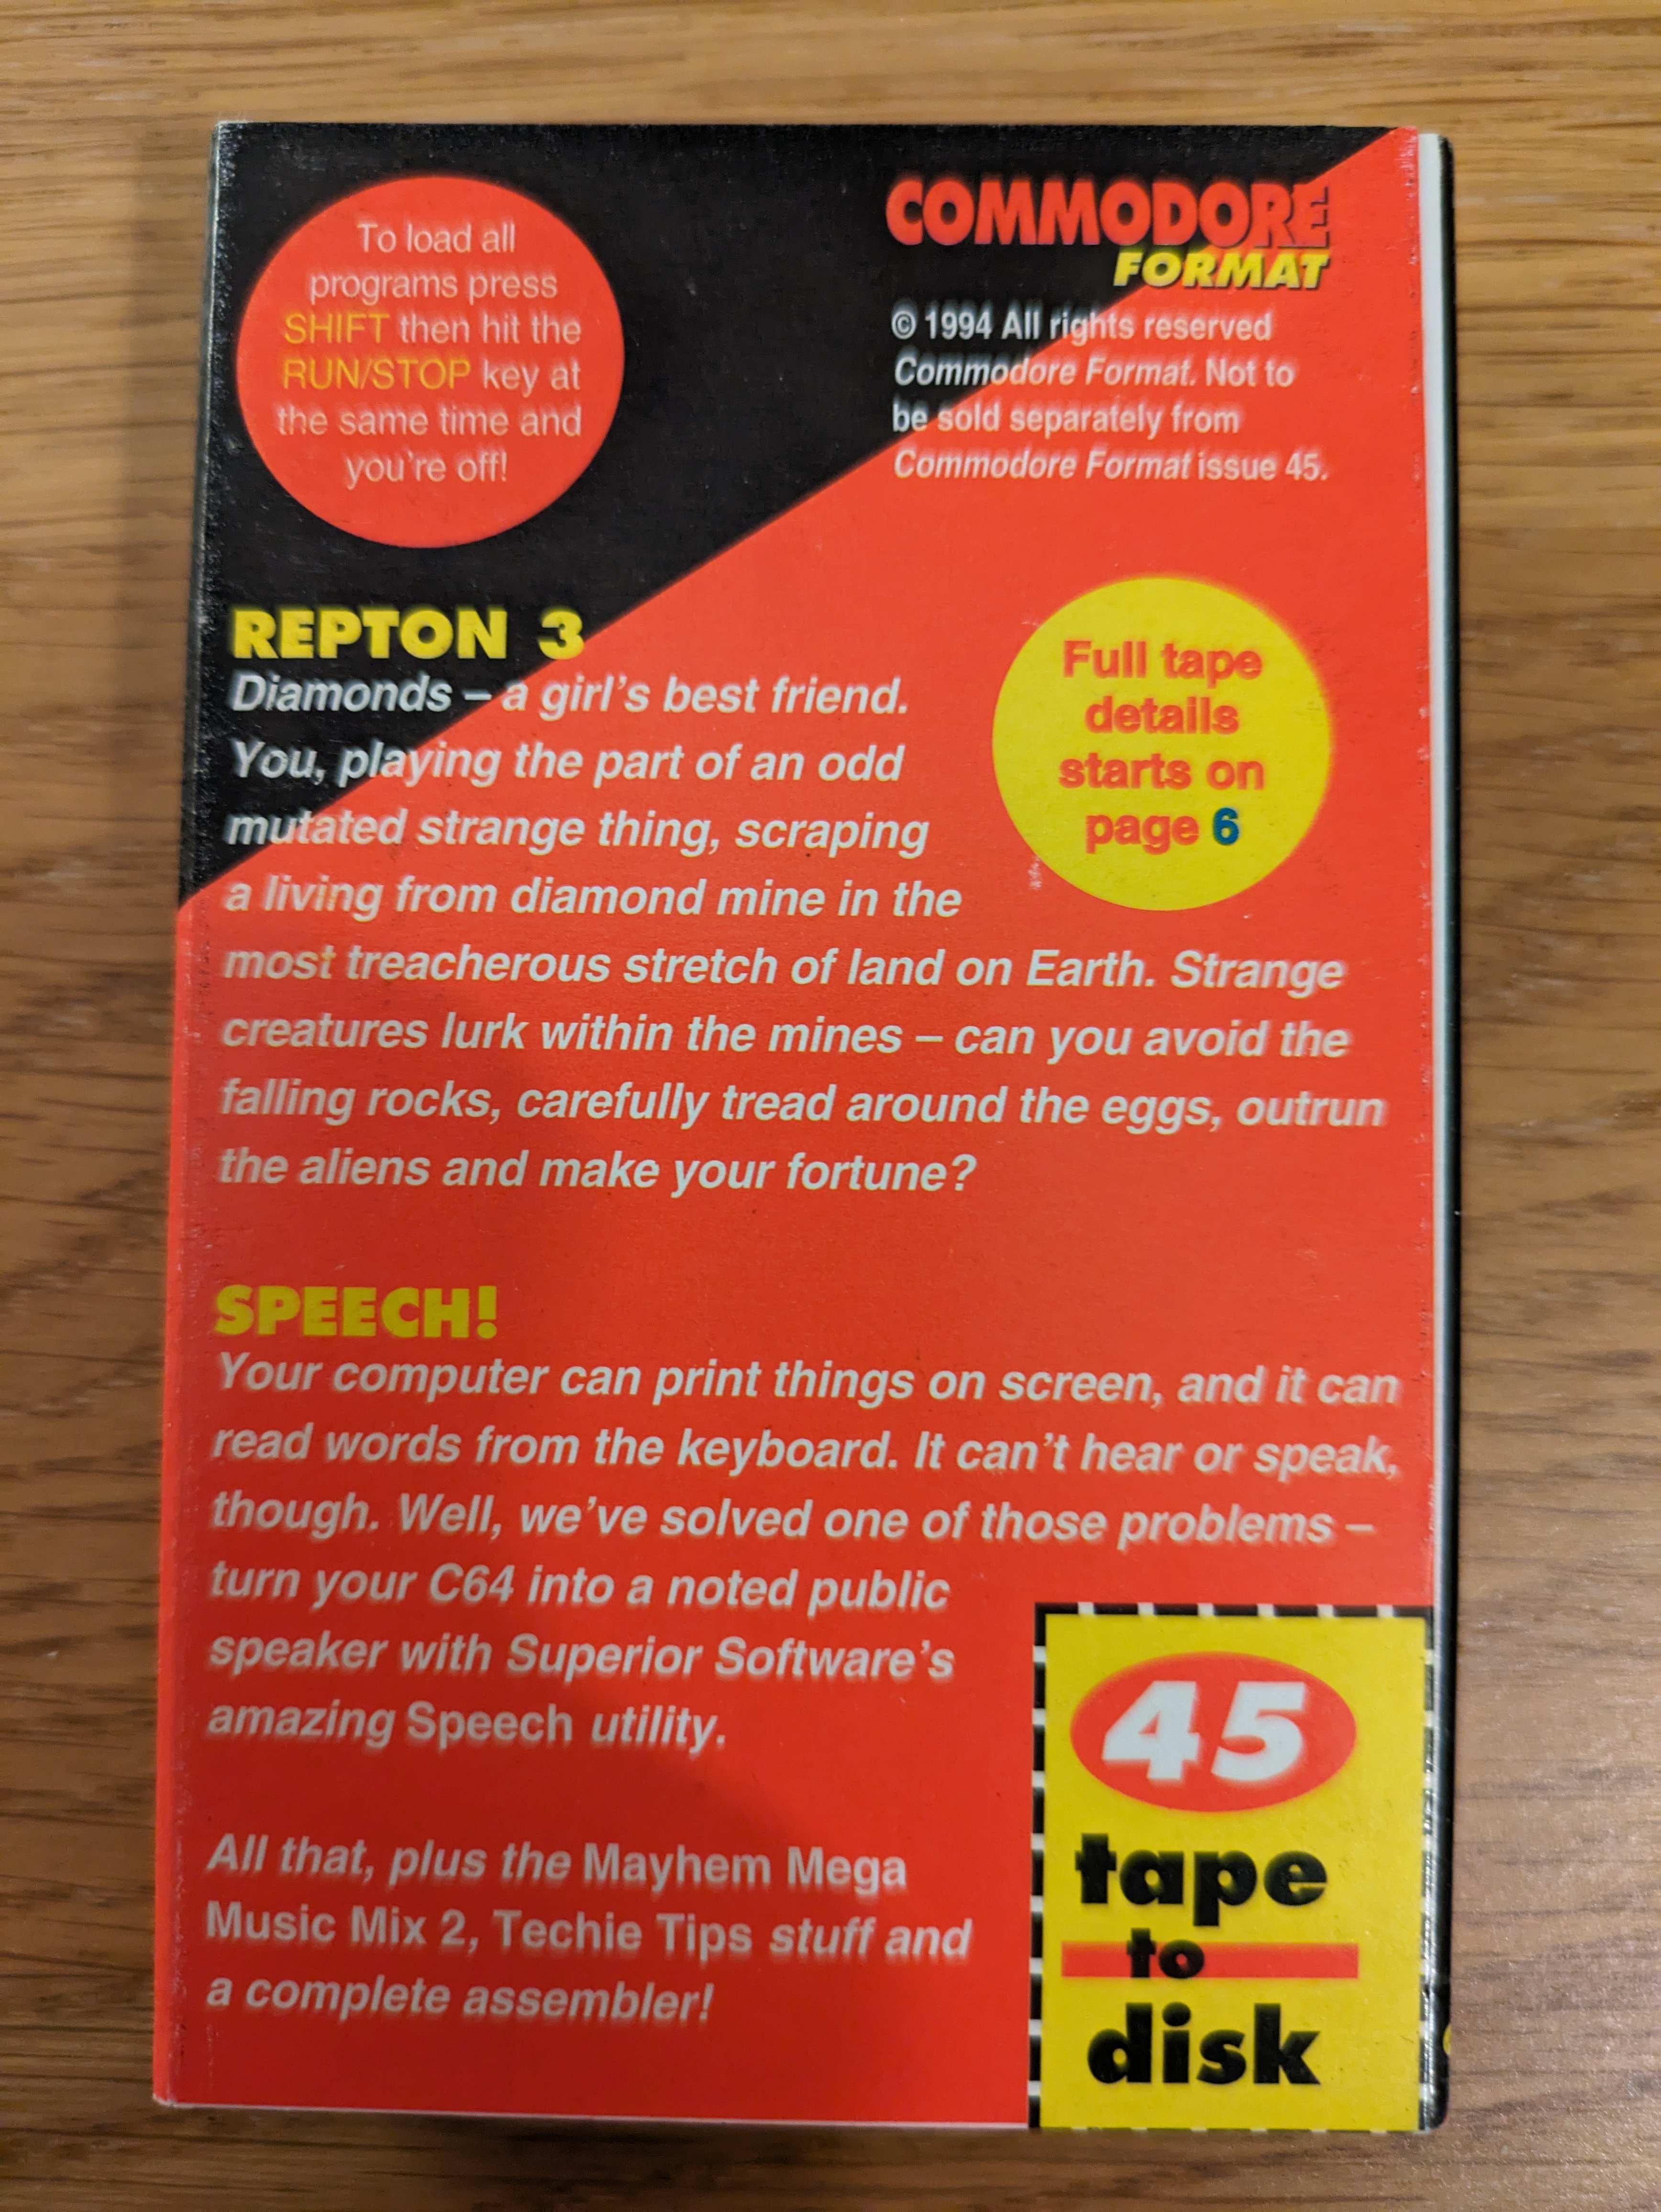 To load all
programs press
SHIFT then hit the
RUN/STOP key at
the same time and
you're off!
COMMODORE
FORMAT
© 1994 All rights reserved
Commodore Format. Not to
be sold separately from
Commodore Format issue 45.
REPTON 3
Diamonds – a girl's best friend.
You, playing the part of an odd
mutated strange thing, scraping
a living from diamond mine in the
most treacherous stretch of land on Earth. Strange
creatures lurk within the mines – can you avoid the
falling rocks, carefully tread around the eggs, outrun
the aliens and make your fortune?
Full tape
details
starts on
page 6
SPEECH!
Your computer can print things on screen, and it can
read words from the keyboard. It can't hear or speak,
though. Well, we've solved one of those problems –
turn your C64 into a noted public
speaker with Superior Software's
amazing Speech utility.
All that, plus the Mayhem Mega
Music Mix 2, Techie Tips stuff and
a complete assembler!
45
tape
to
disk